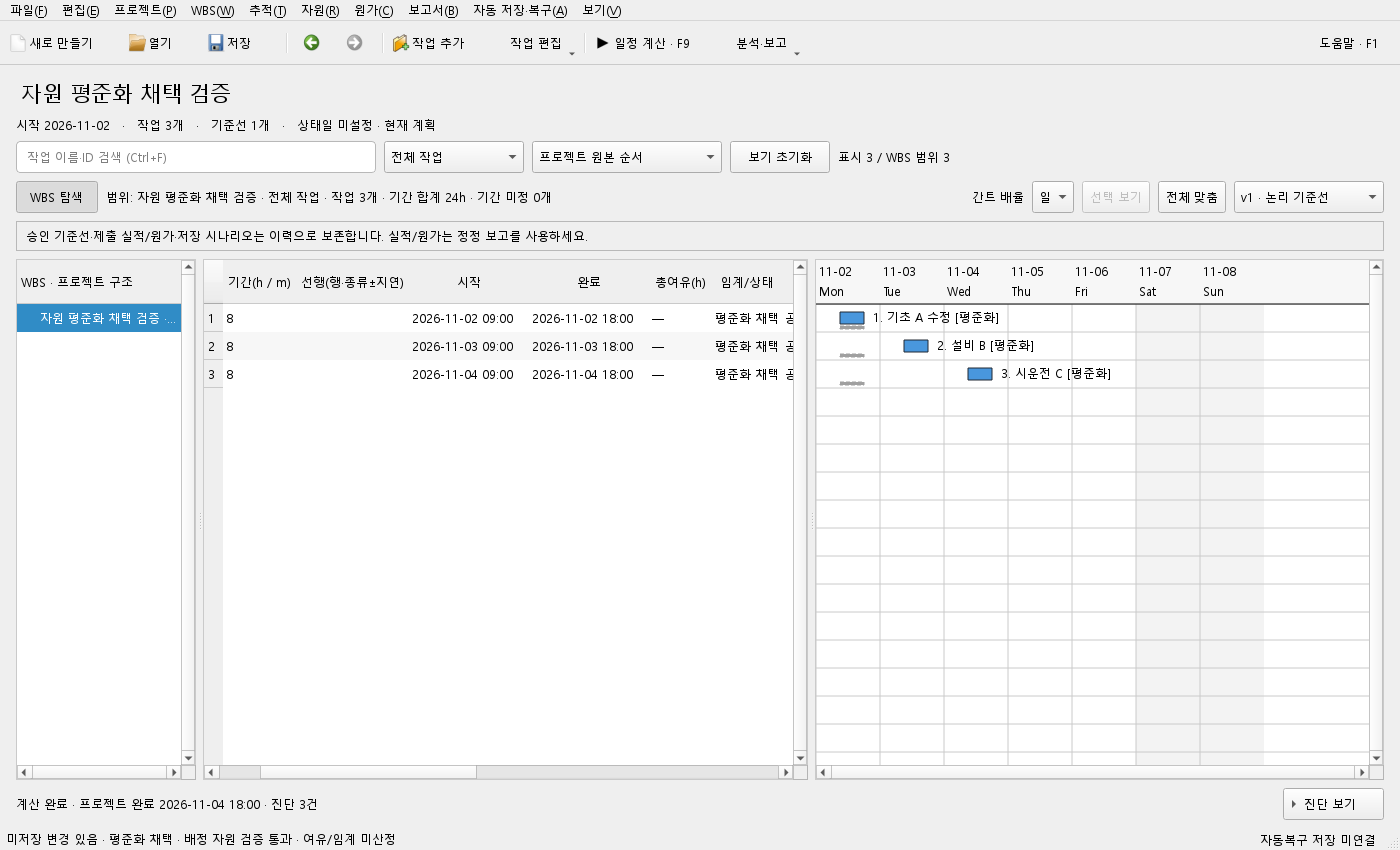 파일(F) 편집(E) 프로젝트(P) WBS(W) 추적(T) 자원(R) 원가(C) 보고서(B) 자동 저장·복구(A) 보기(V)
새로 만들기 열기 저장 작업 추가 작업 편집 일정 계산 · F9 분석·보고 도움말 · F1
자원 평준화 채택 검증
시작 2026-11-02 · 작업 3개 · 기준선 1개 · 상태일 미설정 · 현재 계획
작업 이름·ID 검색 (Ctrl+F) 전체 작업 프로젝트 원본 순서 보기 초기화 표시 3 / WBS 범위 3
WBS 탐색 범위: 자원 평준화 채택 검증 · 전체 작업 · 작업 3개 · 기간 합계 24h · 기간 미정 0개 간트 배율 일 선택 보기 전체 맞춤 v1 · 논리 기준선
승인 기준선·제출 실적/원가·저장 시나리오는 이력으로 보존합니다. 실적/원가는 정정 보고를 사용하세요.
WBS · 프로젝트 구조 기간(h / m) 선행(행·종류±지연) 시작 완료 총여유(h) 임계/상태
11-02 11-03 11-04 11-05 11-06 11-07 11-08
Mon Tue Wed Thu Fri Sat Sun
자원 평준화 채택 검증 ·...
1 8 2026-11-02 09:00 2026-11-02 18:00 — 평준화 채택 공 1. 기초 A 수정 [평준화]
2 8 2026-11-03 09:00 2026-11-03 18:00 — 평준화 채택 공 2. 설비 B [평준화]
3 8 2026-11-04 09:00 2026-11-04 18:00 — 평준화 채택 공 3. 시운전 C [평준화]
계산 완료 · 프로젝트 완료 2026-11-04 18:00 · 진단 3건 진단 보기
미저장 변경 있음 · 평준화 채택 · 배정 자원 검증 통과 · 여유/임계 미산정 자동복구 저장 미연결